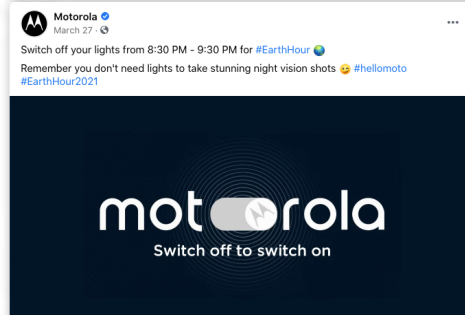 Motorola
March 27 ·
Switch off your lights from 8:30 PM - 9:30 PM for #EarthHour 🌏
Remember you don't need lights to take stunning night vision shots 😉 #hellomoto
#EarthHour2021
motorola
Switch off to switch on